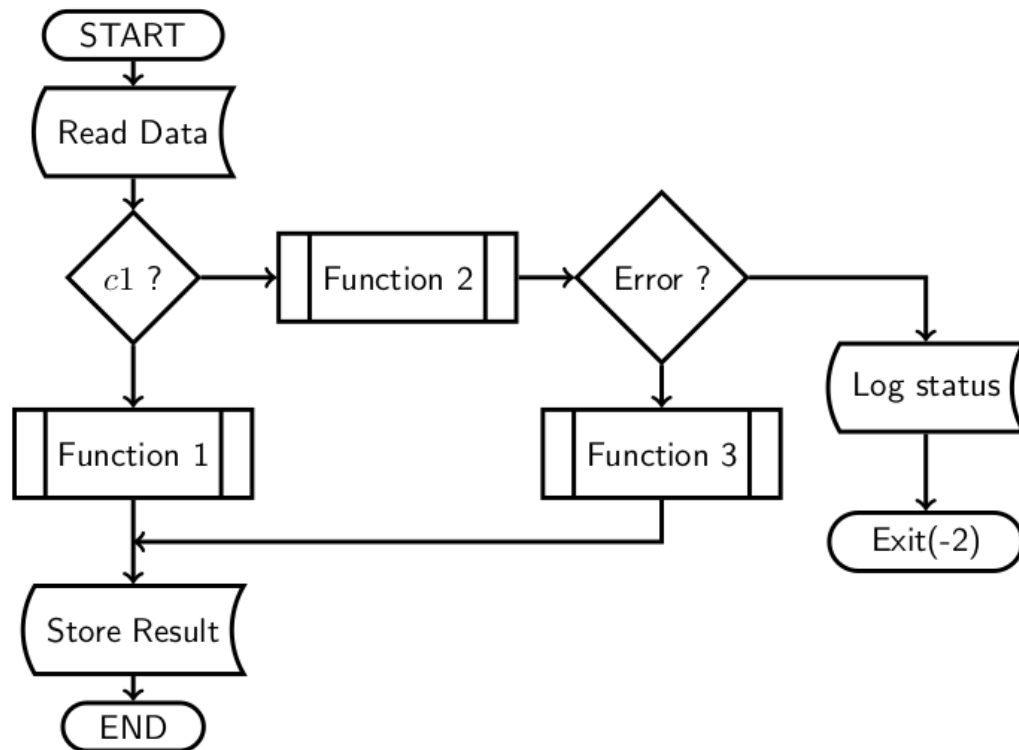 START
Read Data
c1 ?
Function 2
Error ?
Log status
Function 1
Function 3
Exit(-2)
Store Result
END